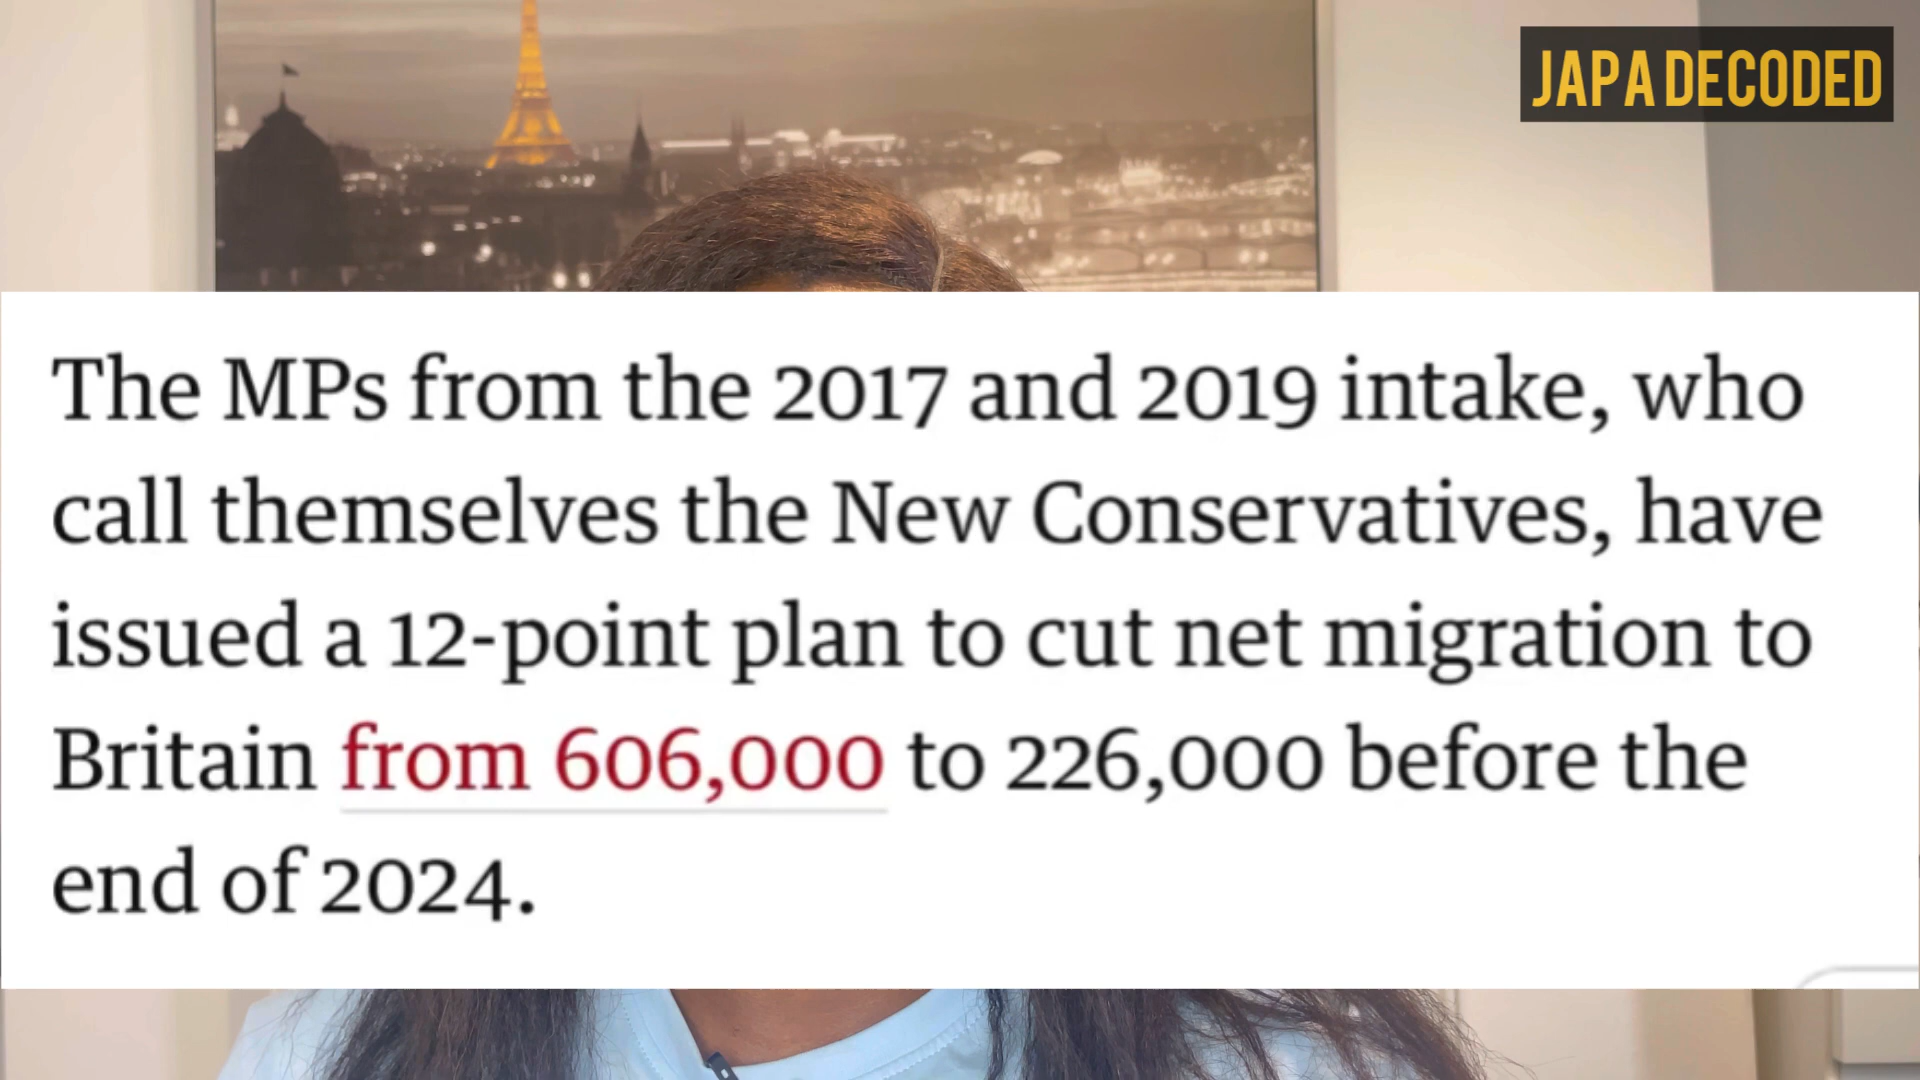 JAPA DECODED
The MPs from the 2017 and 2019 intake, who
call themselves the New Conservatives, have
issued a 12-point plan to cut net migration to
Britain from 606,000 to 226,000 before the
end of 2024.